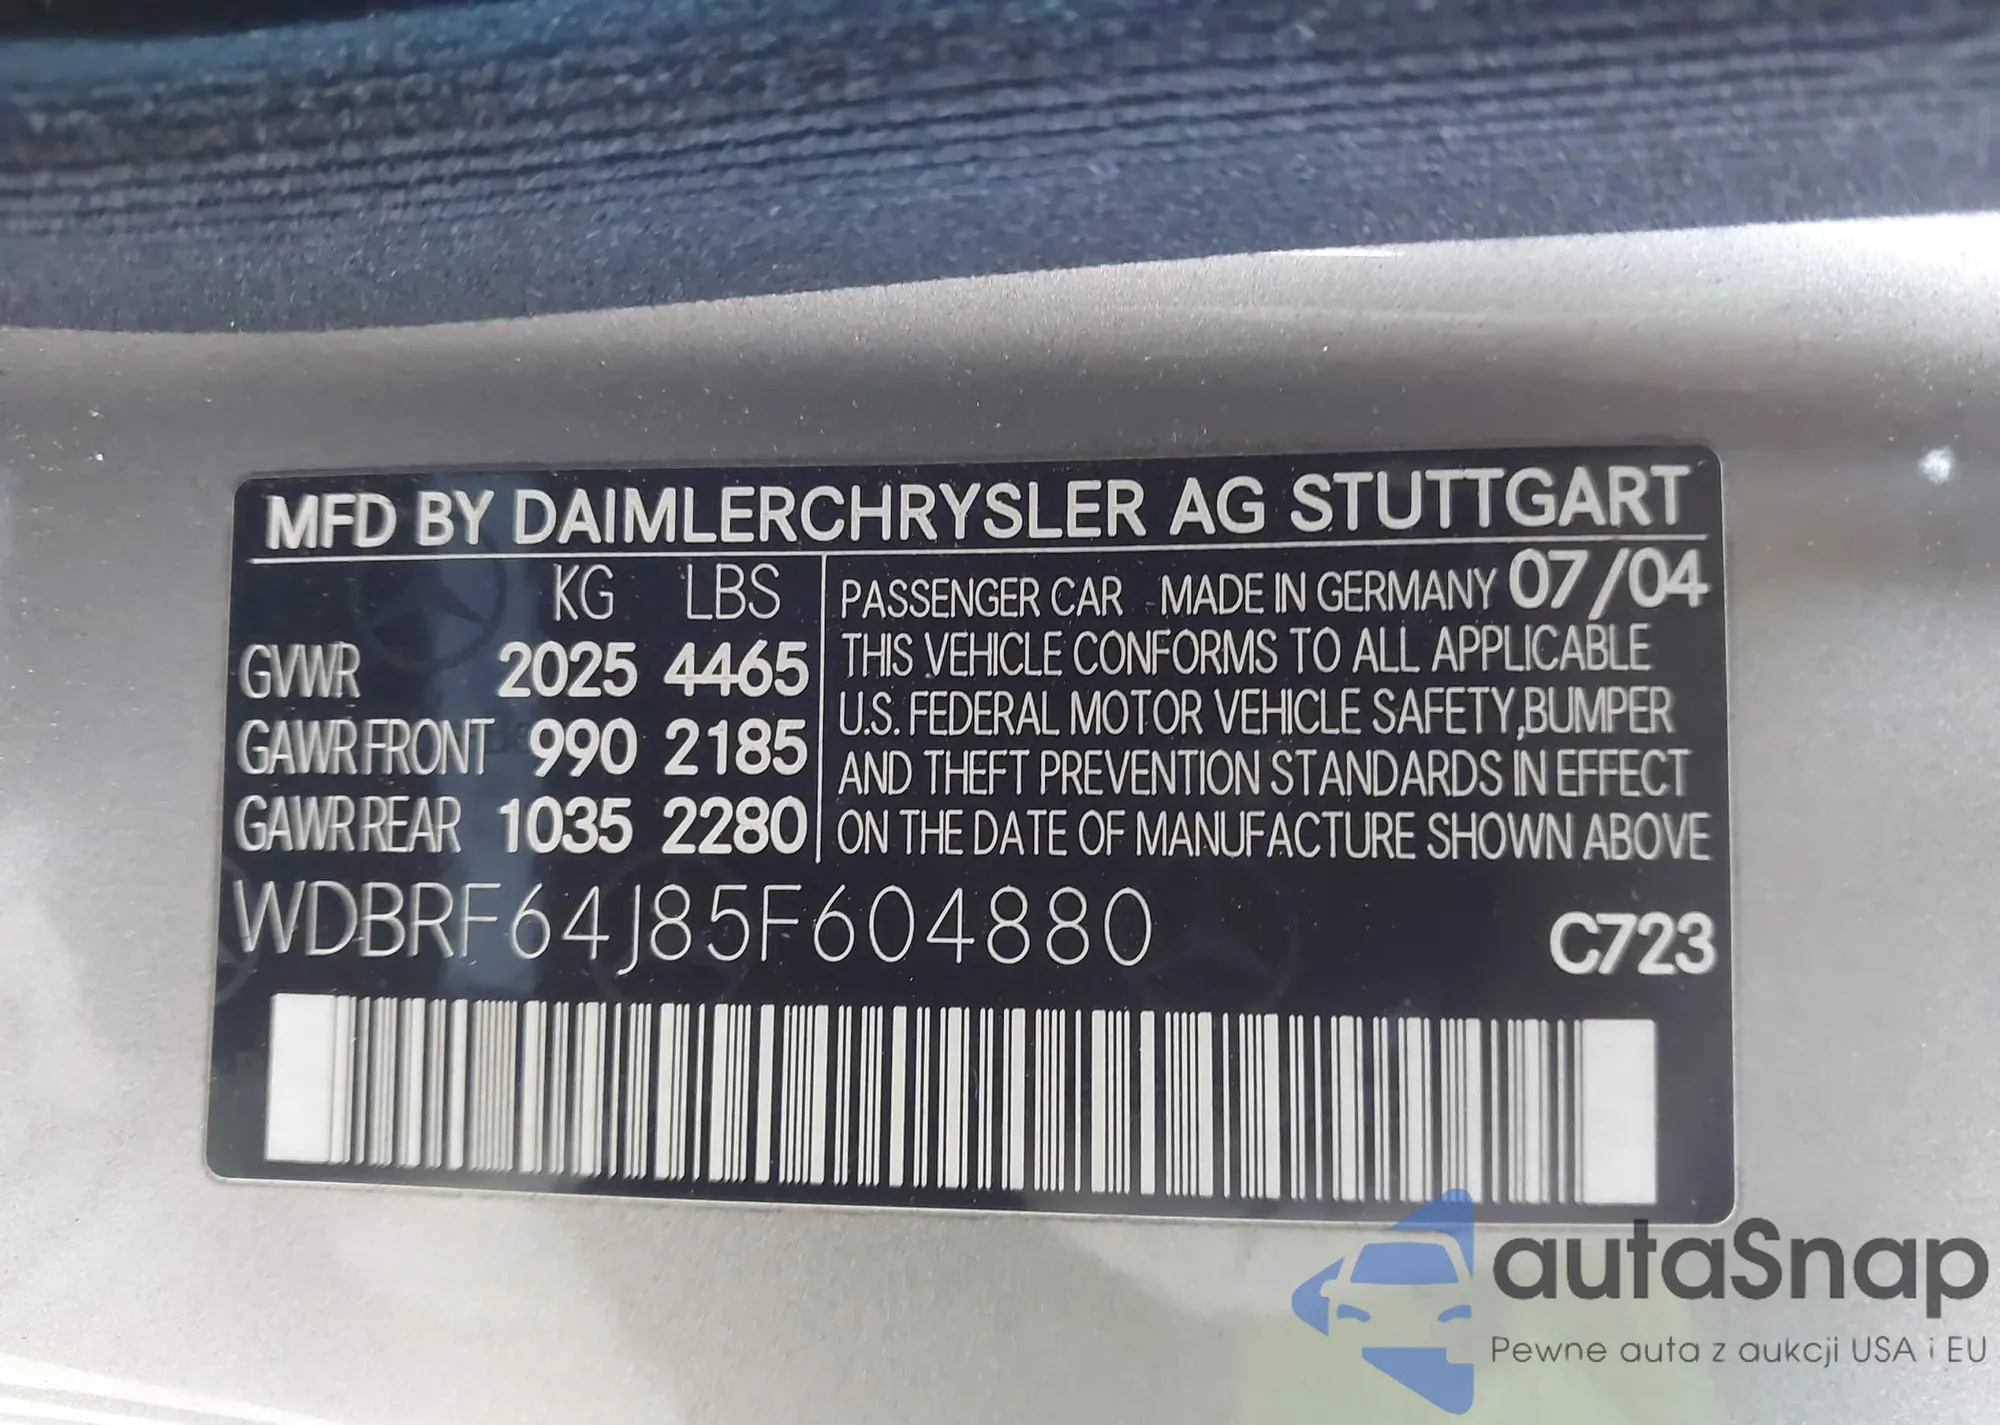 MFD BY DAIMLERCHRYSLER AG STUTTGART
KG LBS
GVWR 2025 4465
GAWR FRONT 990 2185
GAWR REAR 1035 2280
PASSENGER CAR MADE IN GERMANY 07/04
THIS VEHICLE CONFORMS TO ALL APPLICABLE
U.S. FEDERAL MOTOR VEHICLE SAFETY,BUMPER
AND THEFT PREVENTION STANDARDS IN EFFECT
ON THE DATE OF MANUFACTURE SHOWN ABOVE
WDBRF64J85F604880 C723
autaSnap
Pewne auta z aukcji USA i EU